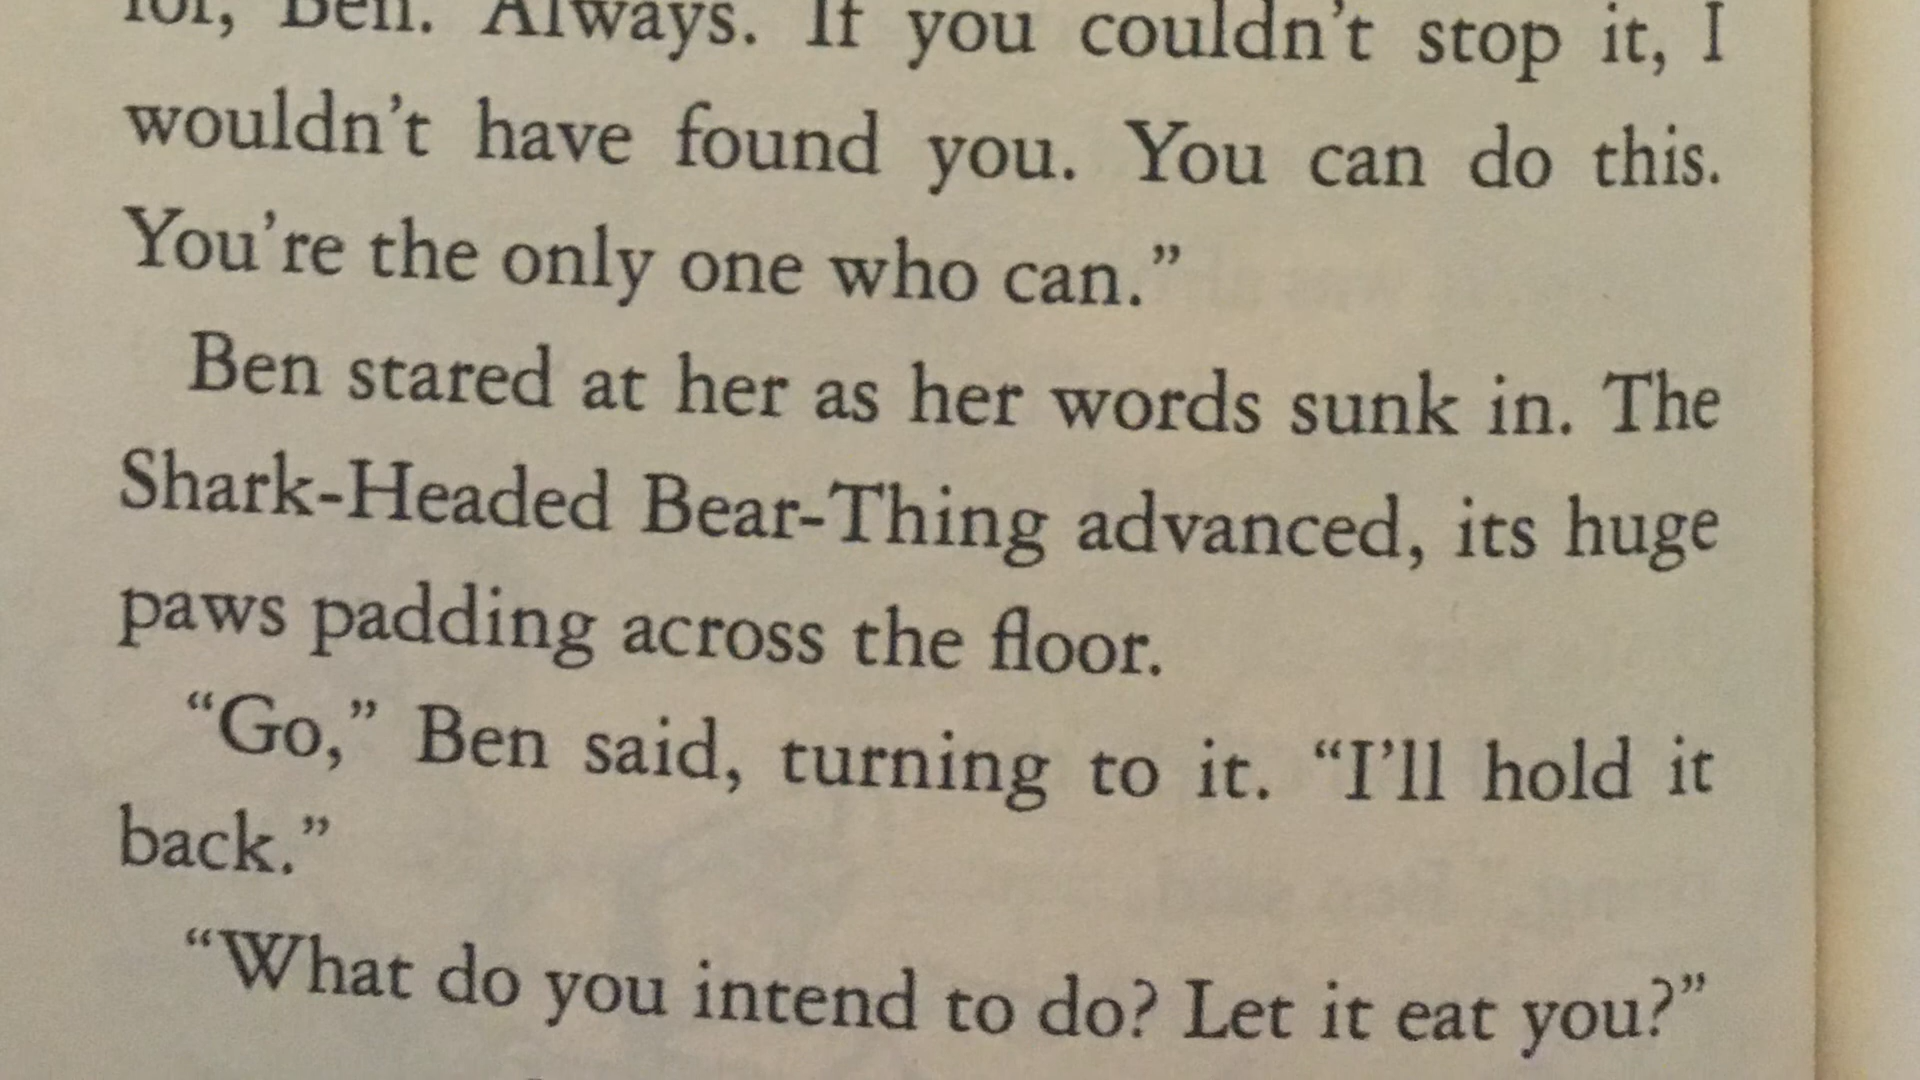 for, Ben. Always. If you couldn't stop it, I
wouldn't have found you. You can do this.
You're the only one who can.”
Ben stared at her as her words sunk in. The
Shark-Headed Bear-Thing advanced, its huge
paws padding across the floor.
“Go,” Ben said, turning to it. “I'll hold it
back.”
“What do you intend to do? Let it eat you?”